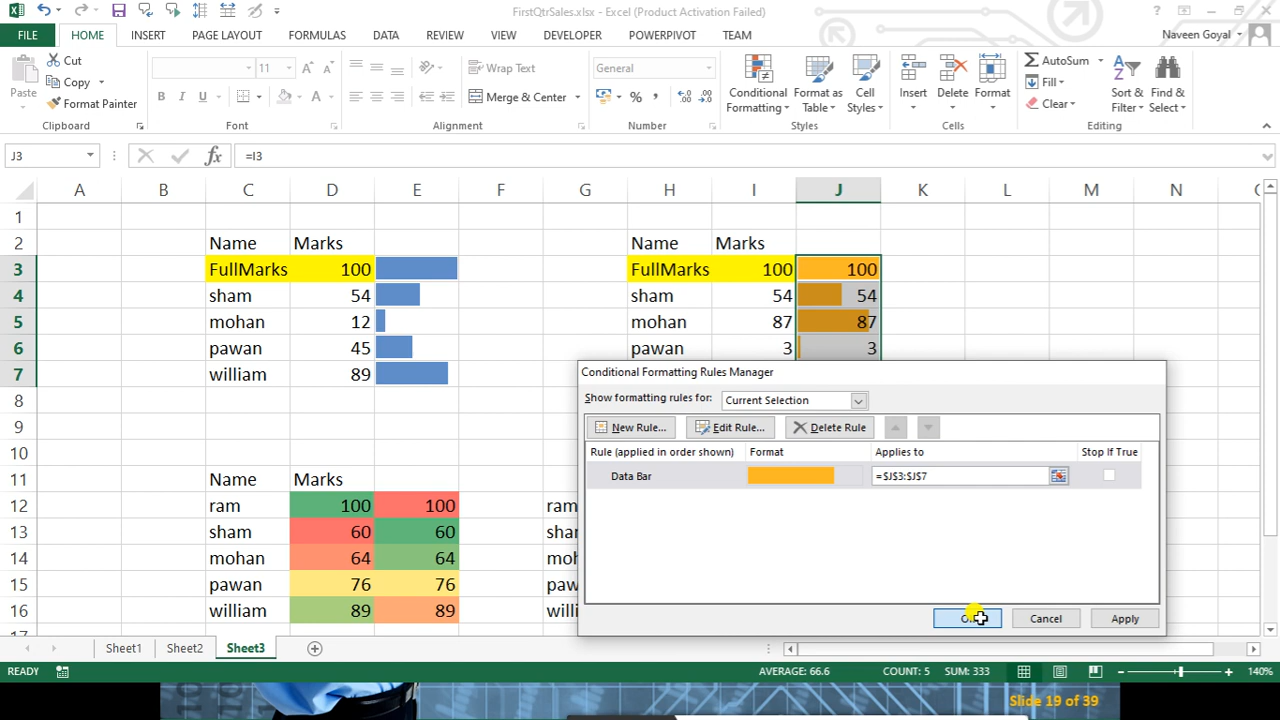 FirstQtrSales.xlsx - Excel (Product Activation Failed)
FILE HOME INSERT PAGE LAYOUT FORMULAS DATA REVIEW VIEW DEVELOPER POWERPIVOT TEAM Naveen Goyal
Paste Cut Copy Format Painter Clipboard
11 B I U A A A Font
Wrap Text Merge & Center Alignment
General % , Number
Conditional Formatting Format as Table Cell Styles Styles
Insert Delete Format Cells
AutoSum Fill Clear Sort & Filter Find & Select Editing
J3 fx =I3
A B C D E F G H I J K L M N
1
2 Name Marks Name Marks
3 FullMarks 100 FullMarks 100 100
4 sham 54 sham 54 54
5 mohan 12 mohan 87 87
6 pawan 45 pawan 3 3
7 william 89
8
9
10
11 Name Marks
12 ram 100 100 ram
13 sham 60 60
14 mohan 64 64
15 pawan 76 76
16 william 89 89
Conditional Formatting Rules Manager
Show formatting rules for: Current Selection
New Rule... Edit Rule... Delete Rule
Rule (applied in order shown) Format Applies to Stop If True
Data Bar =$J$3:$J$7
Cancel Apply
Sheet1 Sheet2 Sheet3
READY AVERAGE: 66.6 COUNT: 5 SUM: 333 140%
Slide 19 of 39